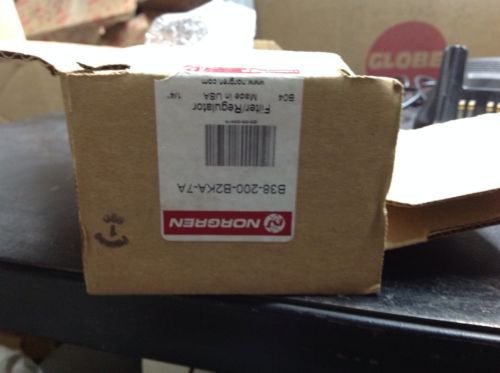 GLOBE
NORGREN
B38-200-B2KA-7A
Filter/Regulator
Made in USA 1/4"
B04
www.norgren.com